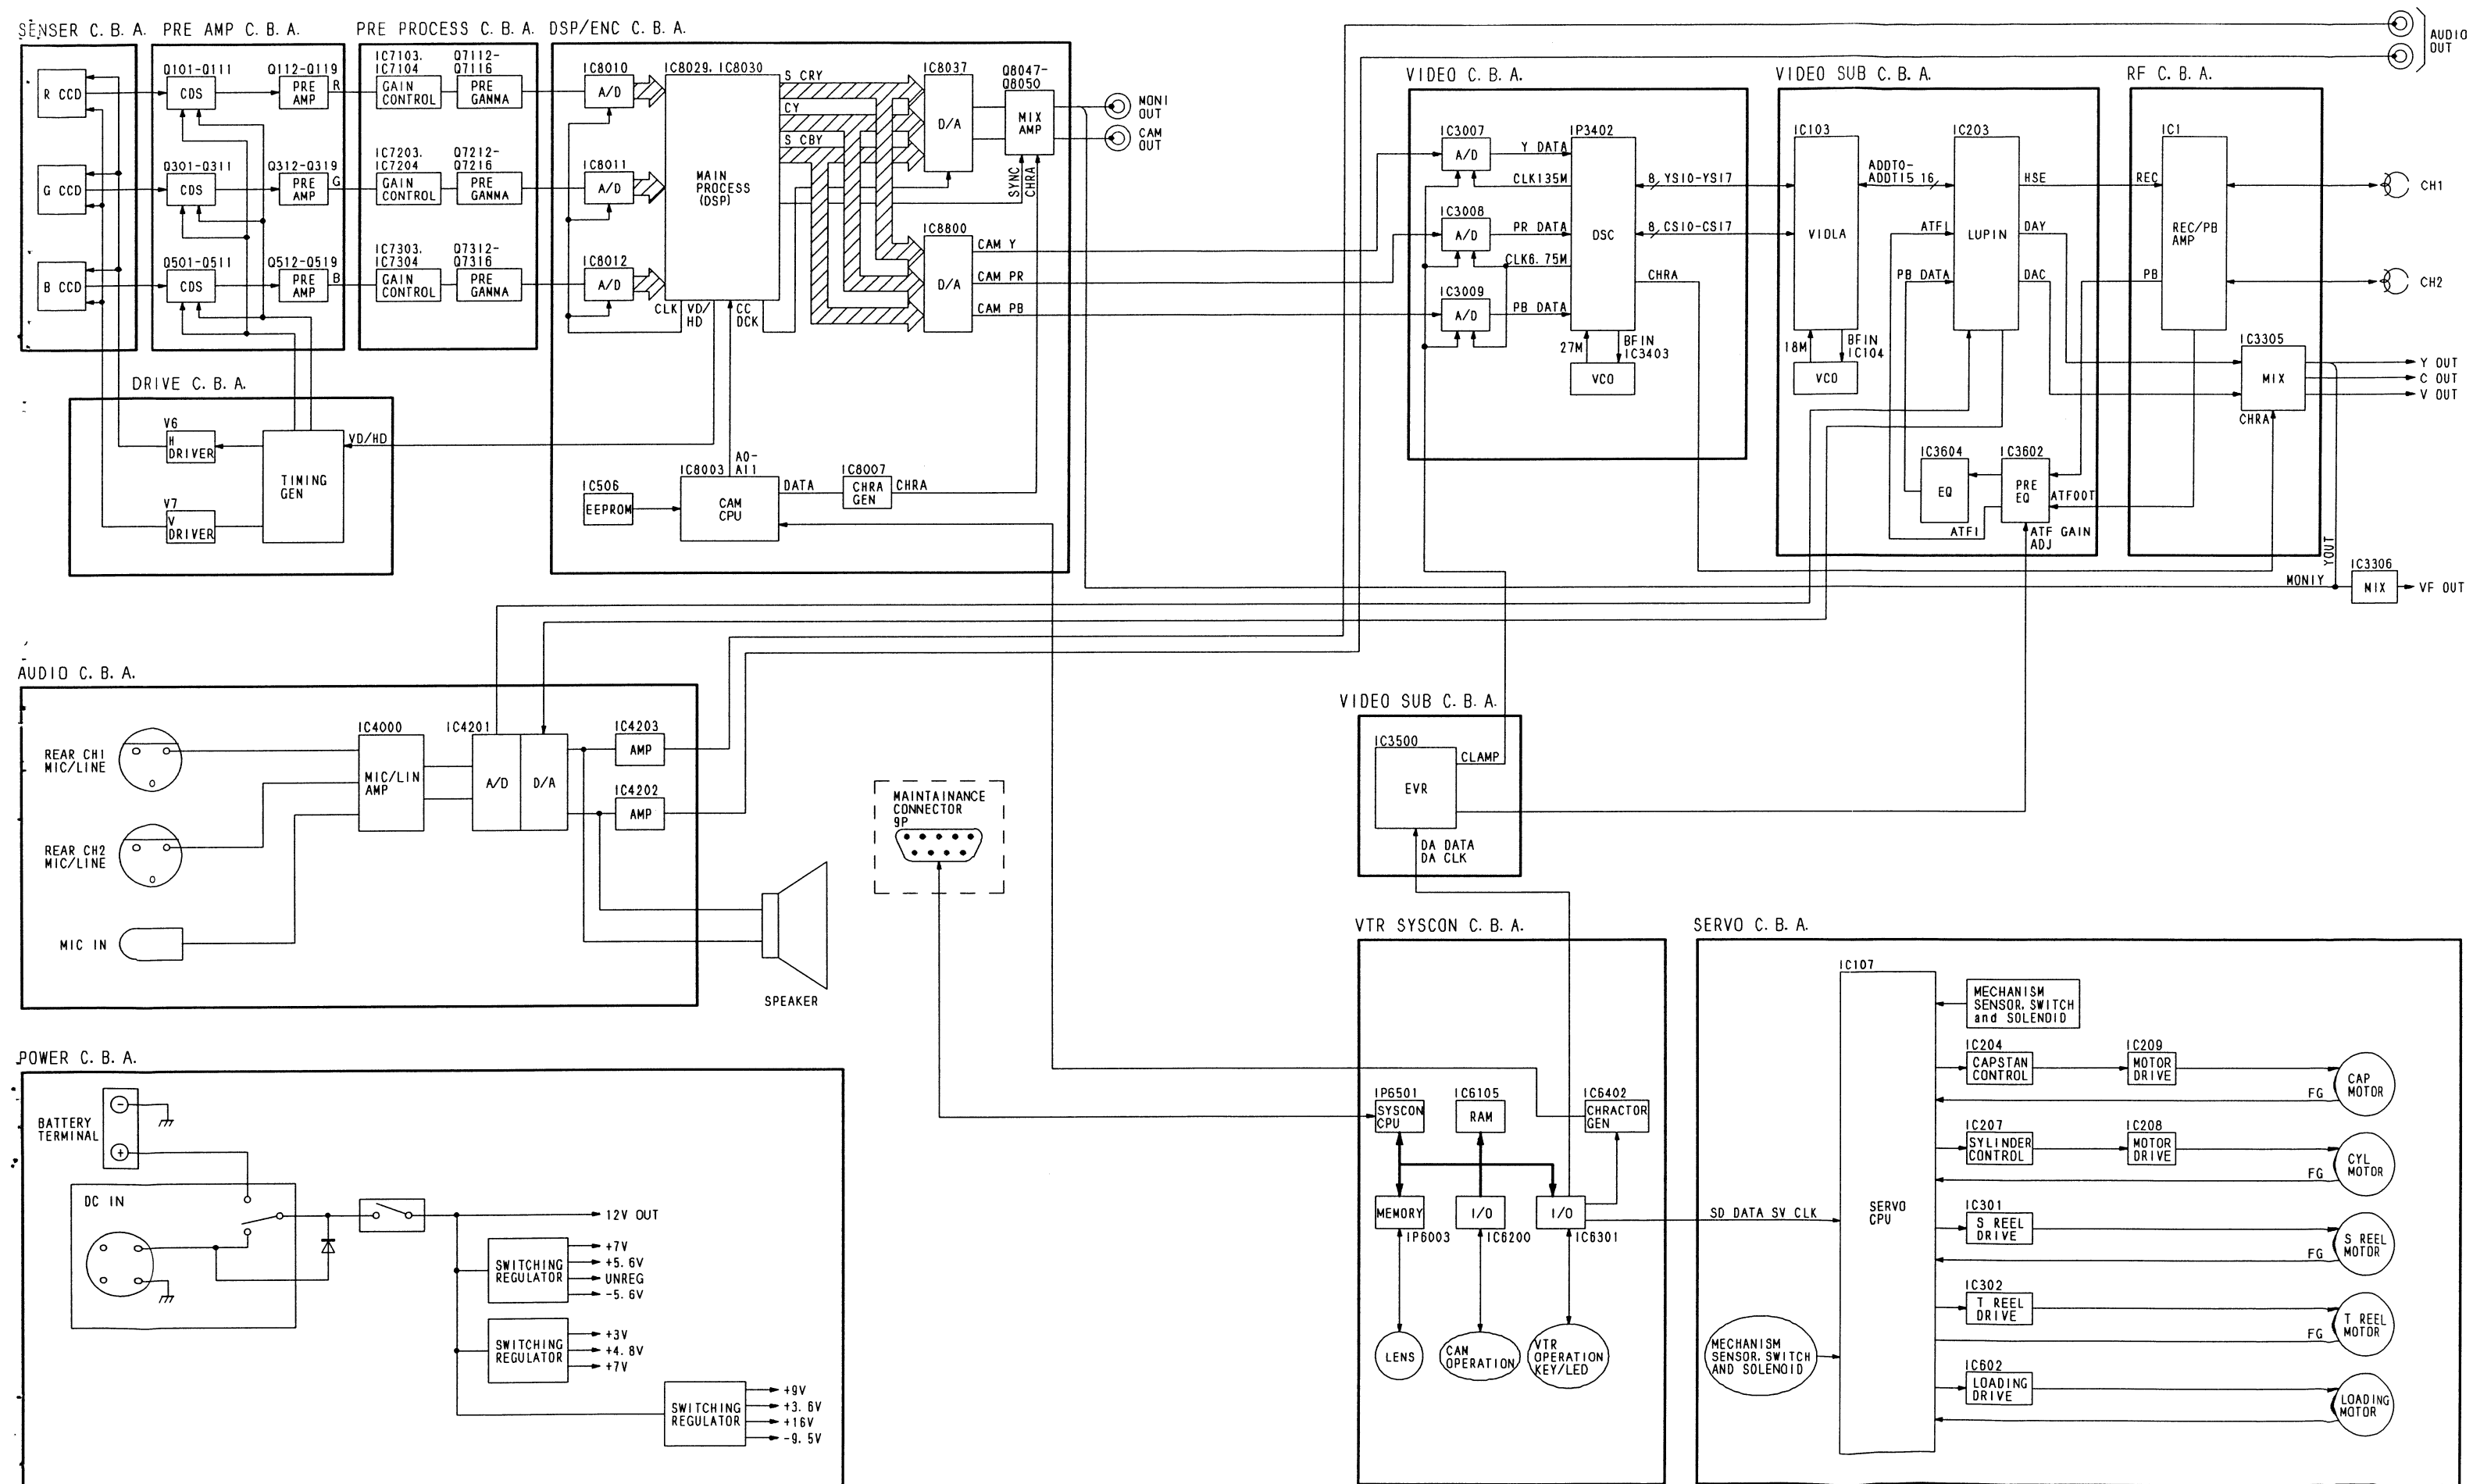 SENSER C. B. A.
PRE AMP C. B. A.
PRE PROCESS C. B. A.
DSP/ENC C. B. A.
R CCD
G CCD
B CCD
Q101-Q111
CDS
Q112-Q119
PRE
AMP
R
Q301-Q311
CDS
Q312-Q319
PRE
AMP
G
Q501-Q511
CDS
Q512-Q519
PRE
AMP
B
IC7103.
IC7104
GAIN
CONTROL
Q7112-
Q7116
PRE
GANMA
IC7203.
IC7204
GAIN
CONTROL
Q7212-
Q7216
PRE
GANMA
IC7303.
IC7304
GAIN
CONTROL
Q7312-
Q7316
PRE
GANMA
IC8010
A/D
IC8011
A/D
IC8012
A/D
IC8029. IC8030
MAIN
PROCESS
(DSP)
S CRY
CY
S CBY
IC8037
D/A
Q8047-
Q8050
MIX
AMP
MONI
OUT
CAM
OUT
SYNC
CHRA
IC8800
D/A
CAM Y
CAM PR
CAM PB
CLK
VD/
HD
CC
DCK
DRIVE C. B. A.
V6
H
DRIVER
V7
V
DRIVER
TIMING
GEN
VD/HD
IC506
EEPROM
IC8003
A0-
A11
CAM
CPU
DATA
IC8007
CHRA
GEN
CHRA
AUDIO
OUT
VIDEO C. B. A.
IC3007
A/D
IC3008
A/D
IC3009
A/D
Y DATA
CLK135M
PR DATA
CLK6. 75M
PB DATA
IP3402
DSC
8 YS10-YS17
8 CS10-CS17
CHRA
27M
BFIN
IC3403
VCO
VIDEO SUB C. B. A.
IC103
VIOLA
ADDT0-
ADDT15 16
18M
BFIN
IC104
VCO
IC203
LUPIN
ATFI
PB DATA
HSE
DAY
DAC
IC3604
EQ
IC3602
PRE
EQ
ATFOOT
ATFI
ATF GAIN
ADJ
RF C. B. A.
IC1
REC/PB
AMP
REC
PB
CH1
CH2
IC3305
MIX
CHRA
Y OUT
C OUT
V OUT
YOUT
MONIY
IC3306
MIX
VF OUT
AUDIO C. B. A.
REAR CH1
MIC/LINE
REAR CH2
MIC/LINE
MIC IN
IC4000
MIC/LIN
AMP
IC4201
A/D
D/A
IC4203
AMP
IC4202
AMP
SPEAKER
MAINTAINANCE
CONNECTOR
9P
VIDEO SUB C. B. A.
IC3500
EVR
CLAMP
DA DATA
DA CLK
POWER C. B. A.
BATTERY
TERMINAL
DC IN
12V OUT
SWITCHING
REGULATOR
+7V
+5. 6V
UNREG
-5. 6V
SWITCHING
REGULATOR
+3V
+4. 8V
+7V
SWITCHING
REGULATOR
+9V
+3. 6V
+16V
-9. 5V
VTR SYSCON C. B. A.
IP6501
SYSCON
CPU
IC6105
RAM
IC6402
CHRACTOR
GEN
MEMORY
IP6003
I/O
IC6200
I/O
IC6301
LENS
CAM
OPERATION
VTR
OPERATION
KEY/LED
SERVO C. B. A.
SD DATA SV CLK
IC107
SERVO
CPU
MECHANISM
SENSOR. SWITCH
and SOLENOID
MECHANISM
SENSOR. SWITCH
AND SOLENOID
IC204
CAPSTAN
CONTROL
IC209
MOTOR
DRIVE
CAP
MOTOR
FG
IC207
SYLINDER
CONTROL
IC208
MOTOR
DRIVE
CYL
MOTOR
FG
IC301
S REEL
DRIVE
S REEL
MOTOR
FG
IC302
T REEL
DRIVE
T REEL
MOTOR
FG
IC602
LOADING
DRIVE
LOADING
MOTOR